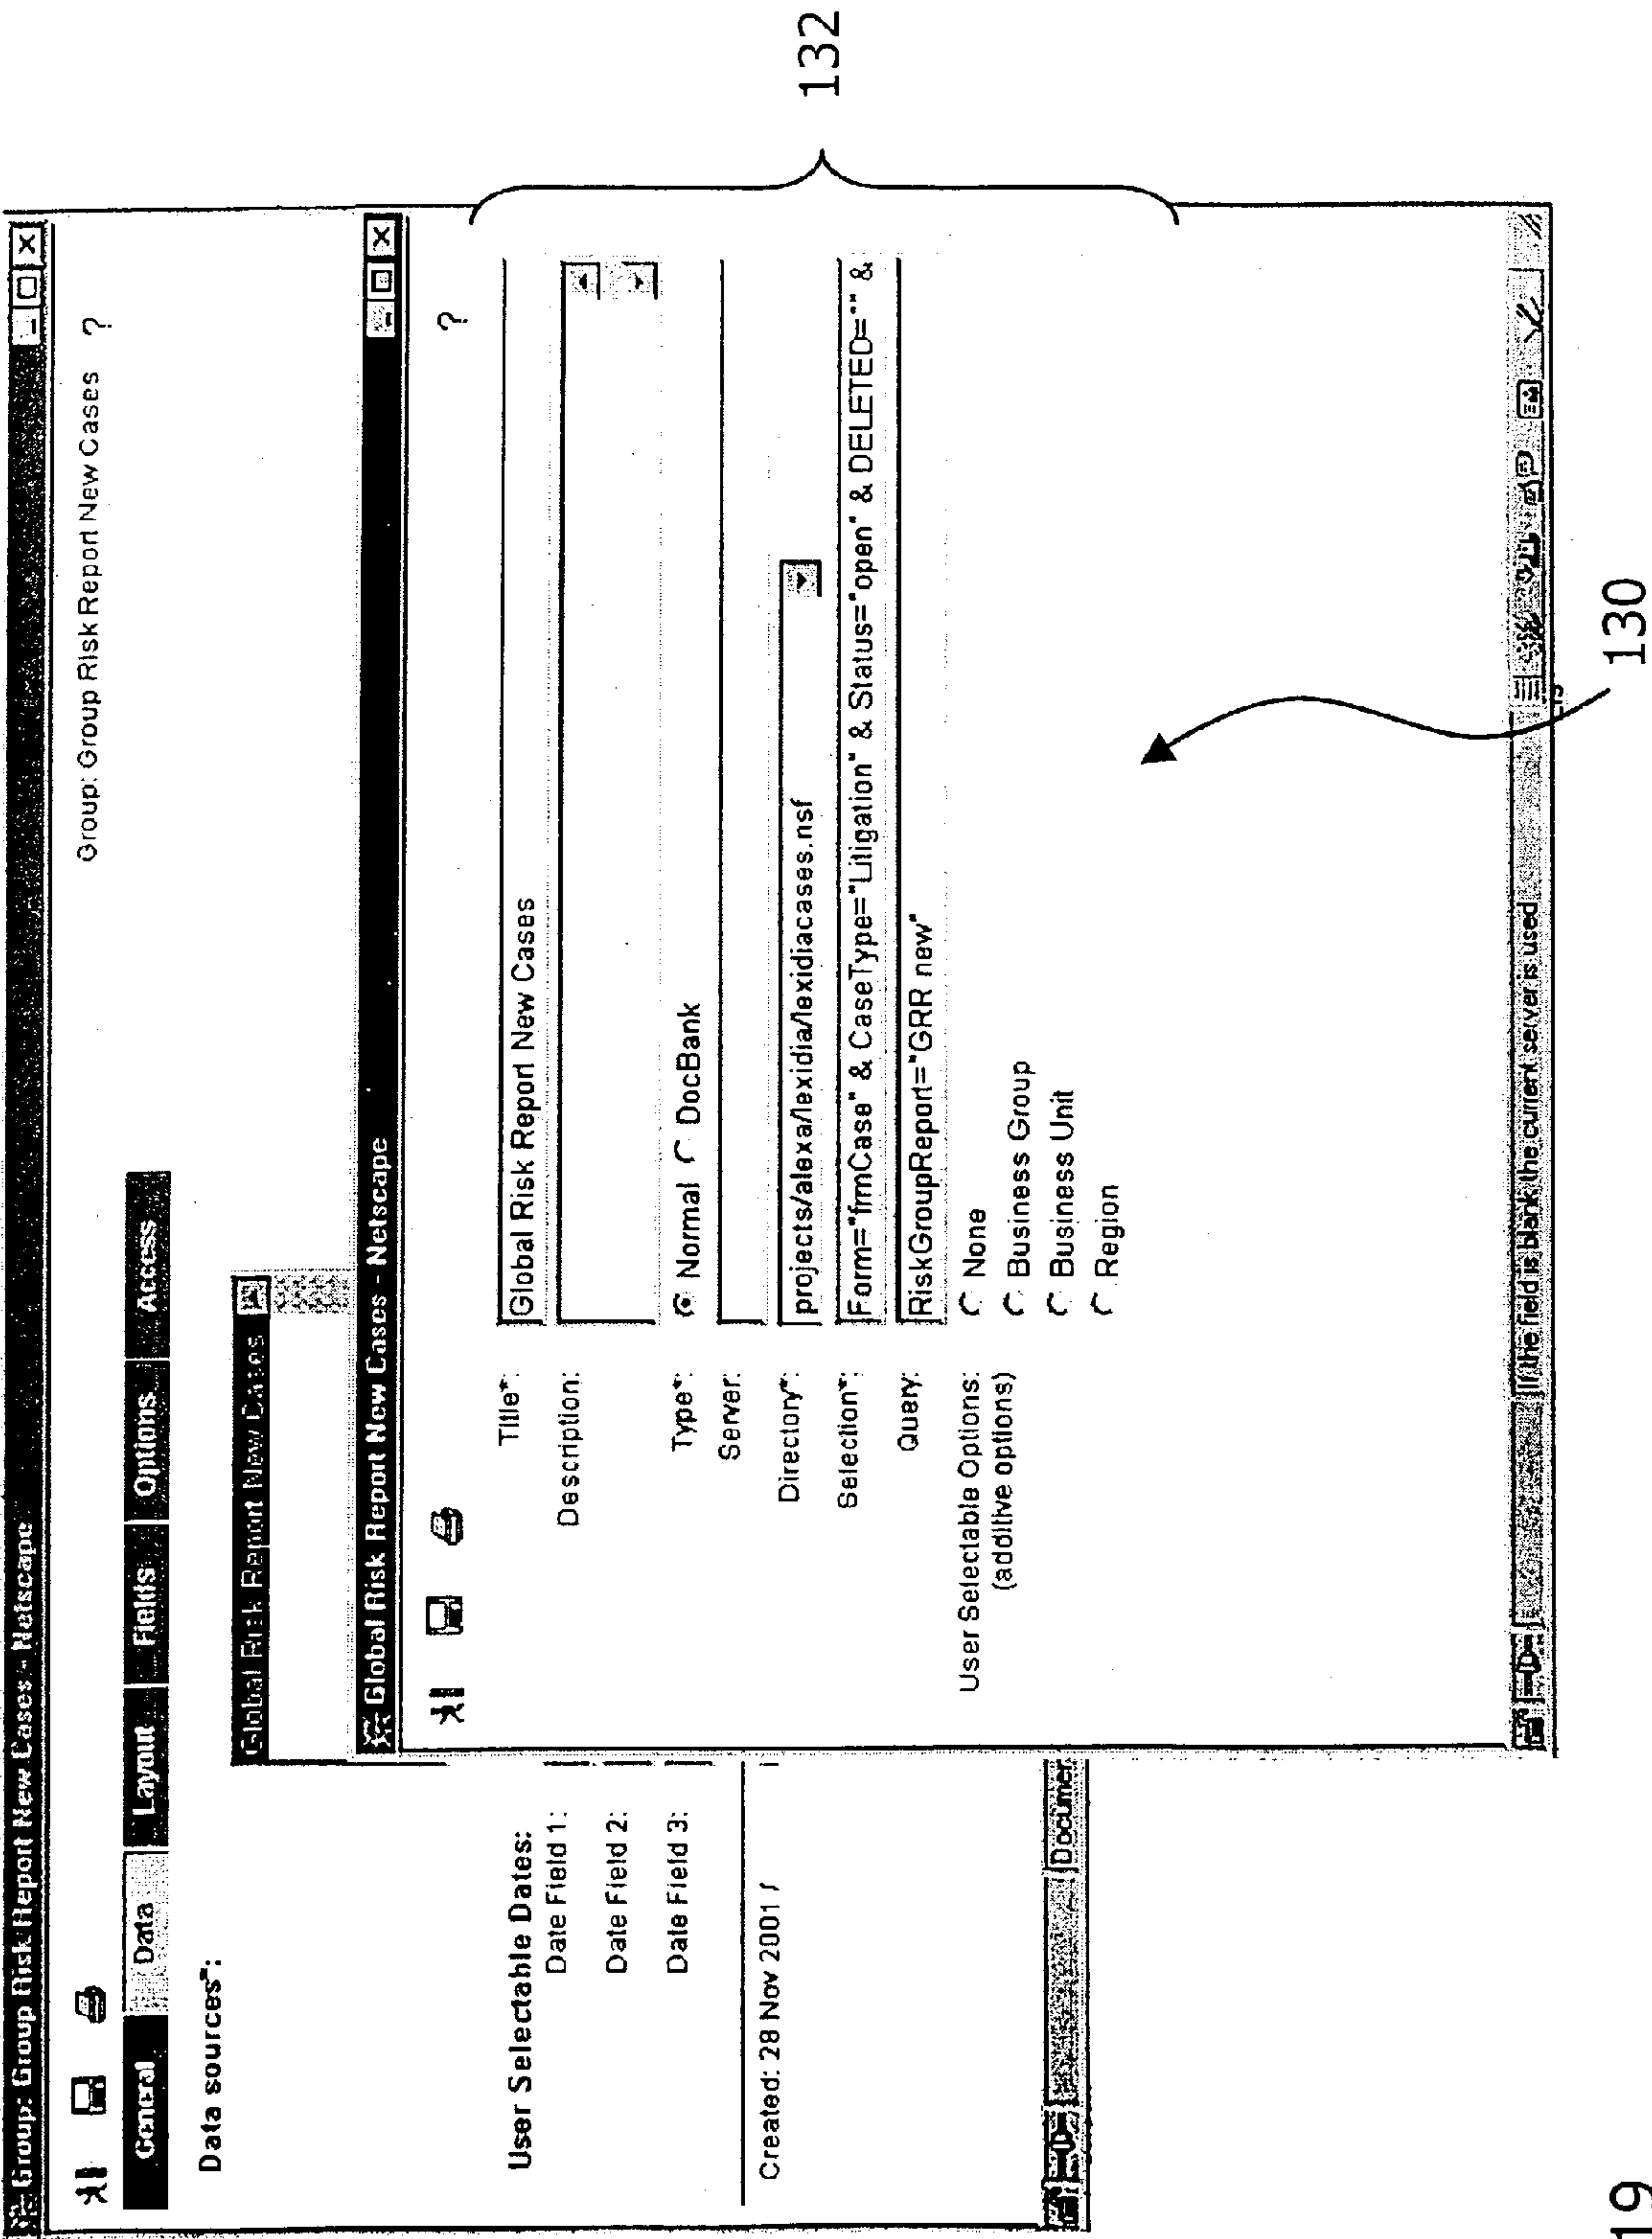 Group: Group Risk Report New Cases - Netscape
Group: Group Risk Report New Cases ?
General Data Layout Fields Options Access
Data sources*:
Global Risk Report New Cases
User Selectable Dates:
Date Field 1:
Date Field 2:
Date Field 3:
Created: 28 Nov 2001 /
Documen
Global Risk Report New Cases - Netscape
?
Title*: Global Risk Report New Cases
Description:
Type*: Normal DocBank
Server:
Directory*: projects/alexa/lexidia/lexidiacases.nsf
Selection*: Form="frmCase" & CaseType="Litigation" & Status="open" & DELETED="" &
Query: RiskGroupReport="GRR new"
User Selectable Options: None
(additive options) Business Group
Business Unit
Region
If the field is blank the current server is used
132
130
19